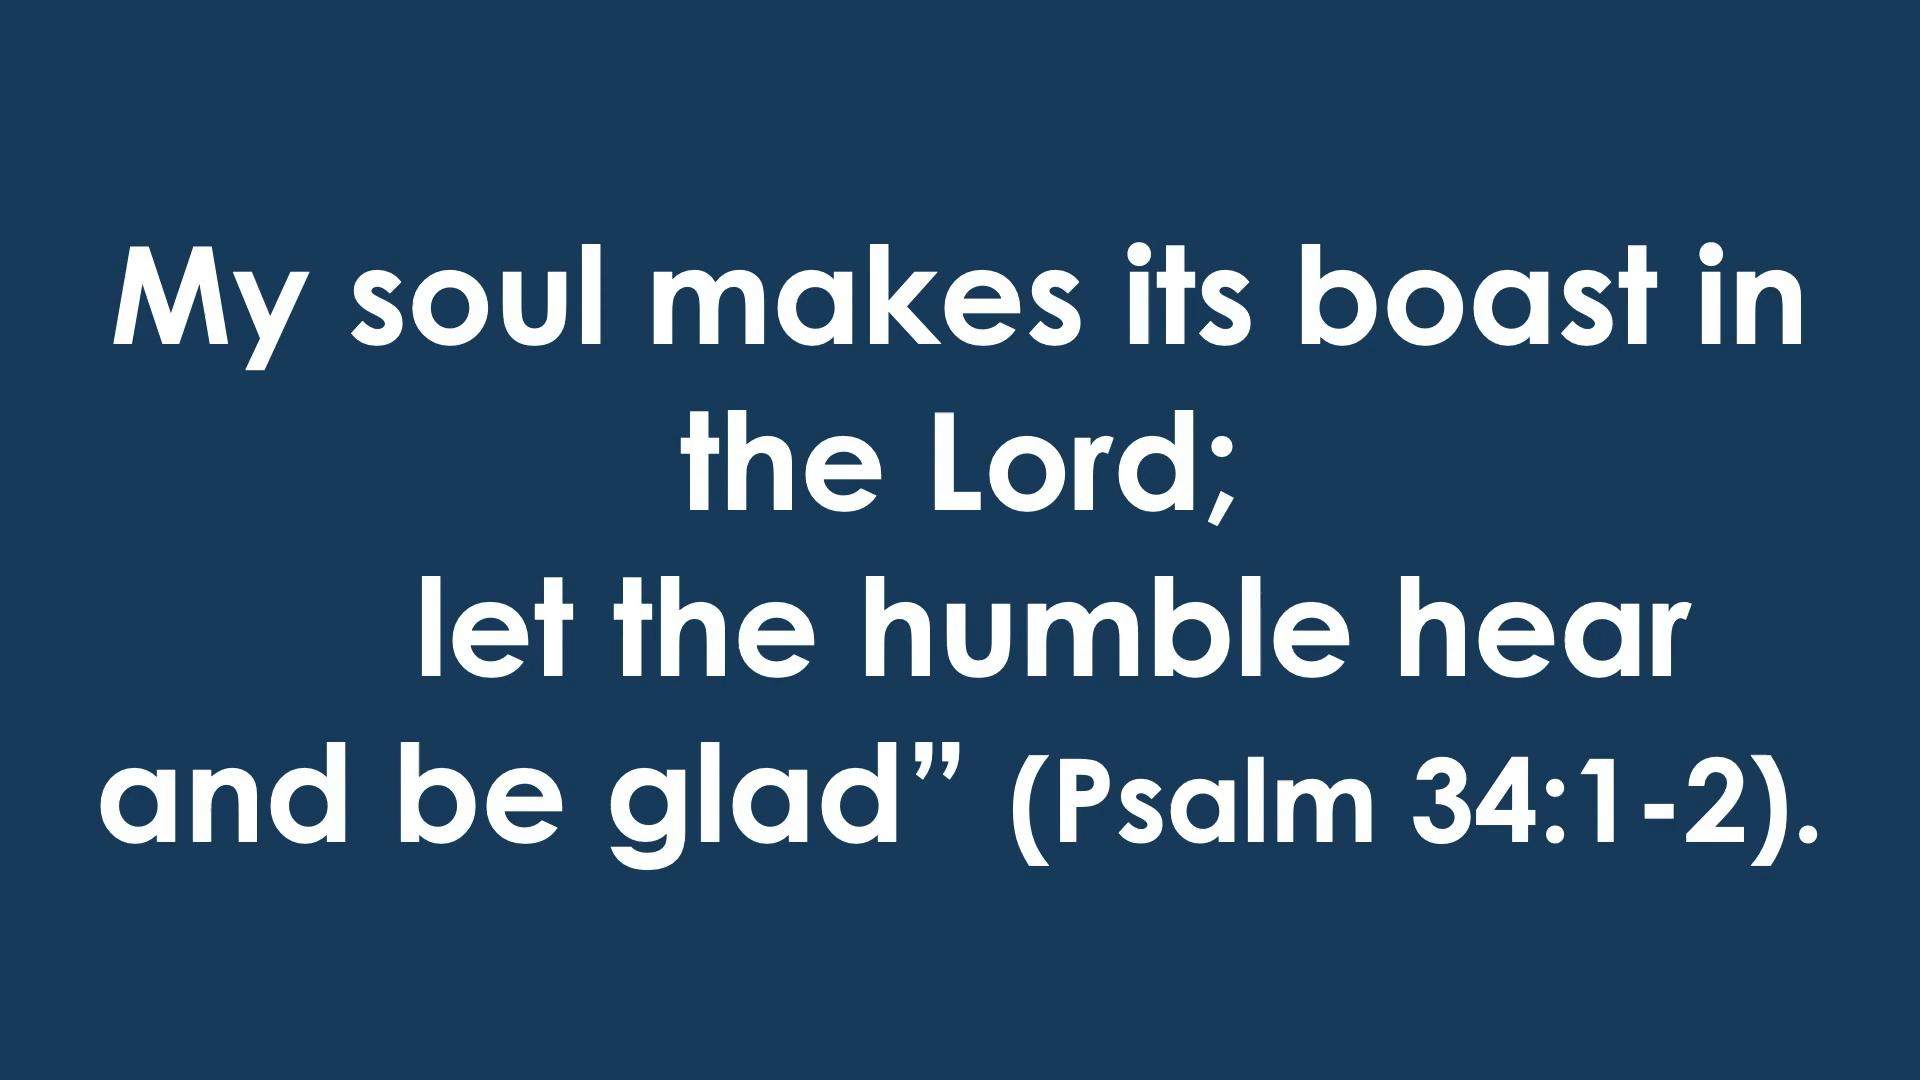 My soul makes its boast in
the Lord;
let the humble hear
and be glad” (Psalm 34:1-2).